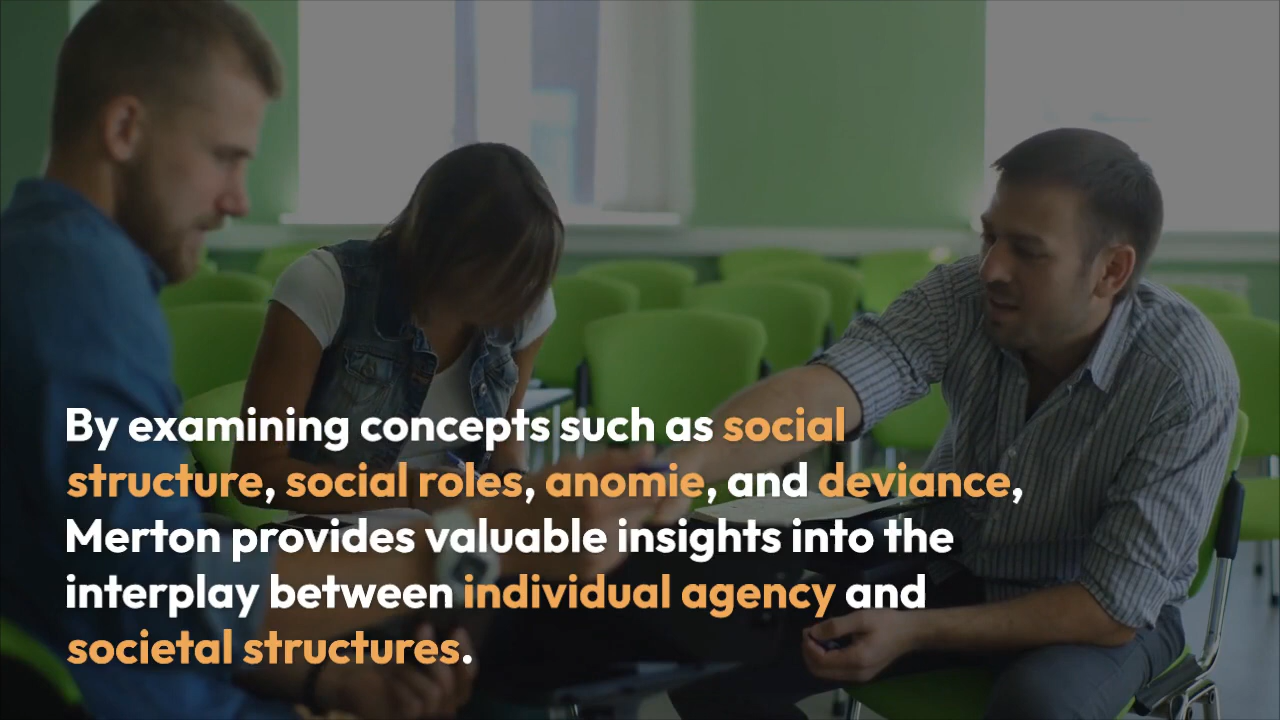 By examining concepts such as social
structure, social roles, anomie, and deviance,
Merton provides valuable insights into the
interplay between individual agency and
societal structures.